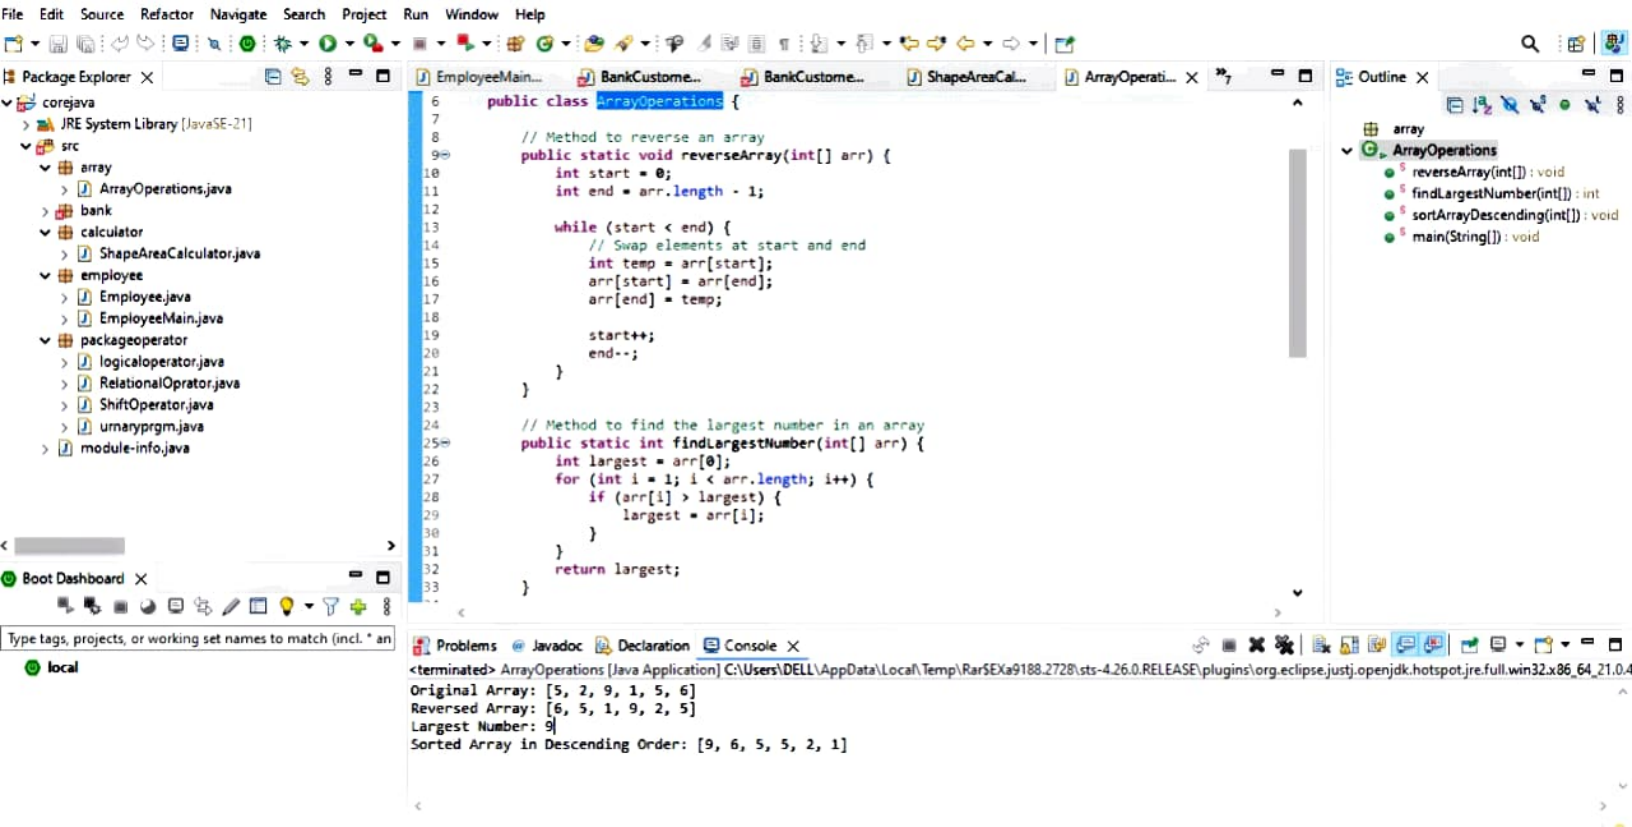 File Edit Source Refactor Navigate Search Project Run Window Help
Package Explorer
corejava
JRE System Library [JavaSE-21]
src
array
ArrayOperations.java
bank
calculator
ShapeAreaCalculator.java
employee
Employee.java
EmployeeMain.java
packageoperator
logicaloperator.java
RelationalOprator.java
ShiftOperator.java
urnaryprgm.java
module-info.java
Boot Dashboard
Type tags, projects, or working set names to match (incl. * an
local
EmployeeMain... BankCustome... BankCustome... ShapeAreaCal... ArrayOperati... »7
6 public class ArrayOperations {
7
8 // Method to reverse an array
9 public static void reverseArray(int[] arr) {
10 int start = 0;
11 int end = arr.length - 1;
12
13 while (start < end) {
14 // Swap elements at start and end
15 int temp = arr[start];
16 arr[start] = arr[end];
17 arr[end] = temp;
18
19 start++;
20 end--;
21 }
22 }
23
24 // Method to find the largest number in an array
25 public static int findLargestNumber(int[] arr) {
26 int largest = arr[0];
27 for (int i = 1; i < arr.length; i++) {
28 if (arr[i] > largest) {
29 largest = arr[i];
30 }
31 }
32 return largest;
33 }
Outline
array
ArrayOperations
reverseArray(int[]) : void
findLargestNumber(int[]) : int
sortArrayDescending(int[]) : void
main(String[]) : void
Problems Javadoc Declaration Console
<terminated> ArrayOperations [Java Application] C:\Users\DELL\AppData\Local\Temp\Rar$EXa9188.2728\sts-4.26.0.RELEASE\plugins\org.eclipse.justj.openjdk.hotspot.jre.full.win32.x86_64_21.0.4
Original Array: [5, 2, 9, 1, 5, 6]
Reversed Array: [6, 5, 1, 9, 2, 5]
Largest Number: 9
Sorted Array in Descending Order: [9, 6, 5, 5, 2, 1]